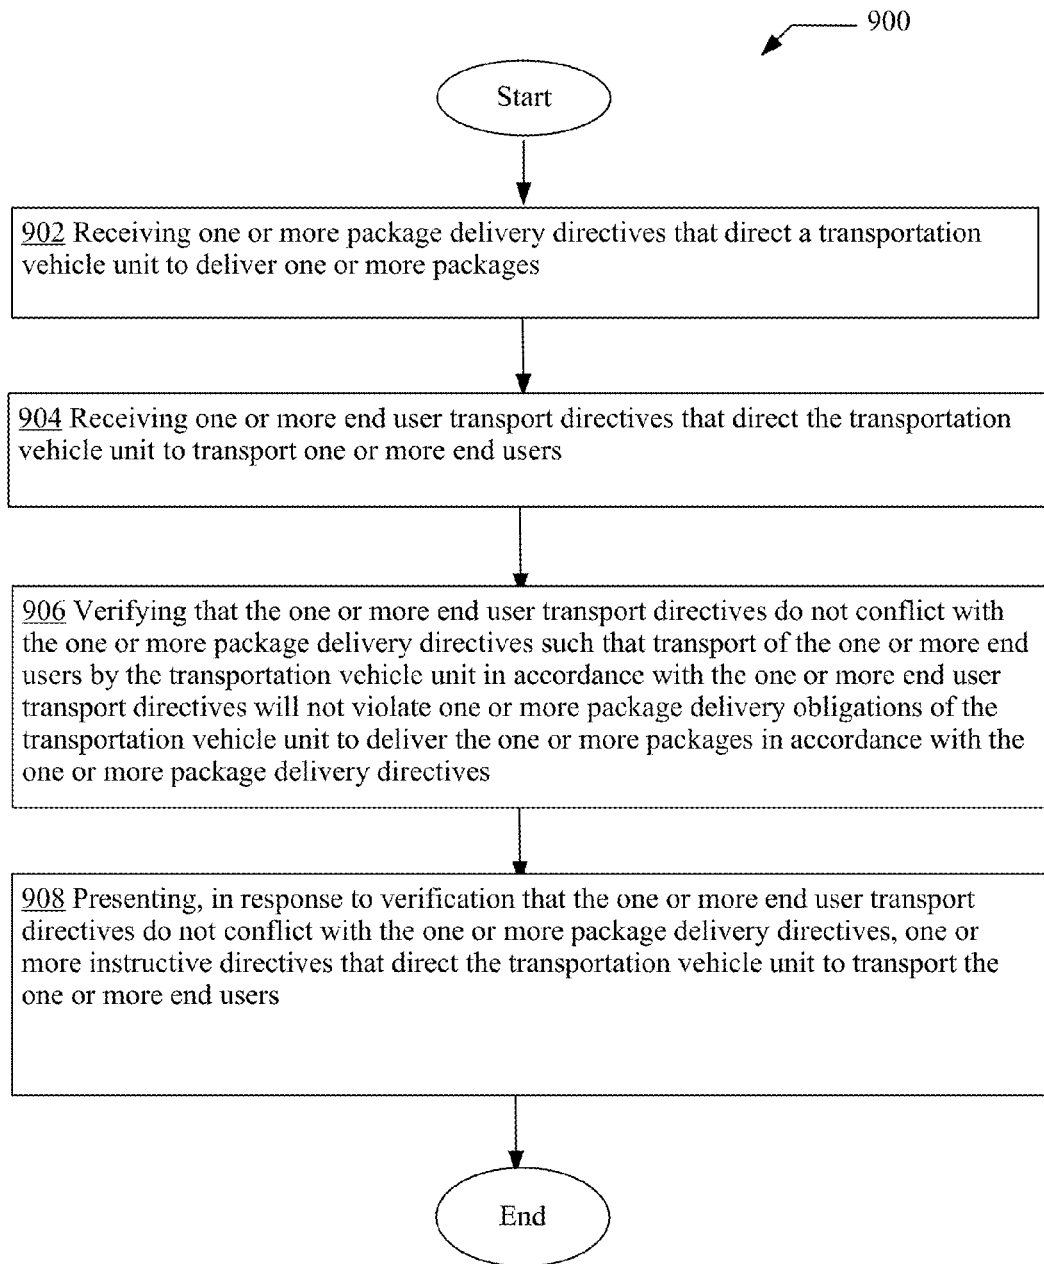 900
Start
902 Receiving one or more package delivery directives that direct a transportation
vehicle unit to deliver one or more packages
904 Receiving one or more end user transport directives that direct the transportation
vehicle unit to transport one or more end users
906 Verifying that the one or more end user transport directives do not conflict with
the one or more package delivery directives such that transport of the one or more end
users by the transportation vehicle unit in accordance with the one or more end user
transport directives will not violate one or more package delivery obligations of the
transportation vehicle unit to deliver the one or more packages in accordance with the
one or more package delivery directives
908 Presenting, in response to verification that the one or more end user transport
directives do not conflict with the one or more package delivery directives, one or
more instructive directives that direct the transportation vehicle unit to transport the
one or more end users
End